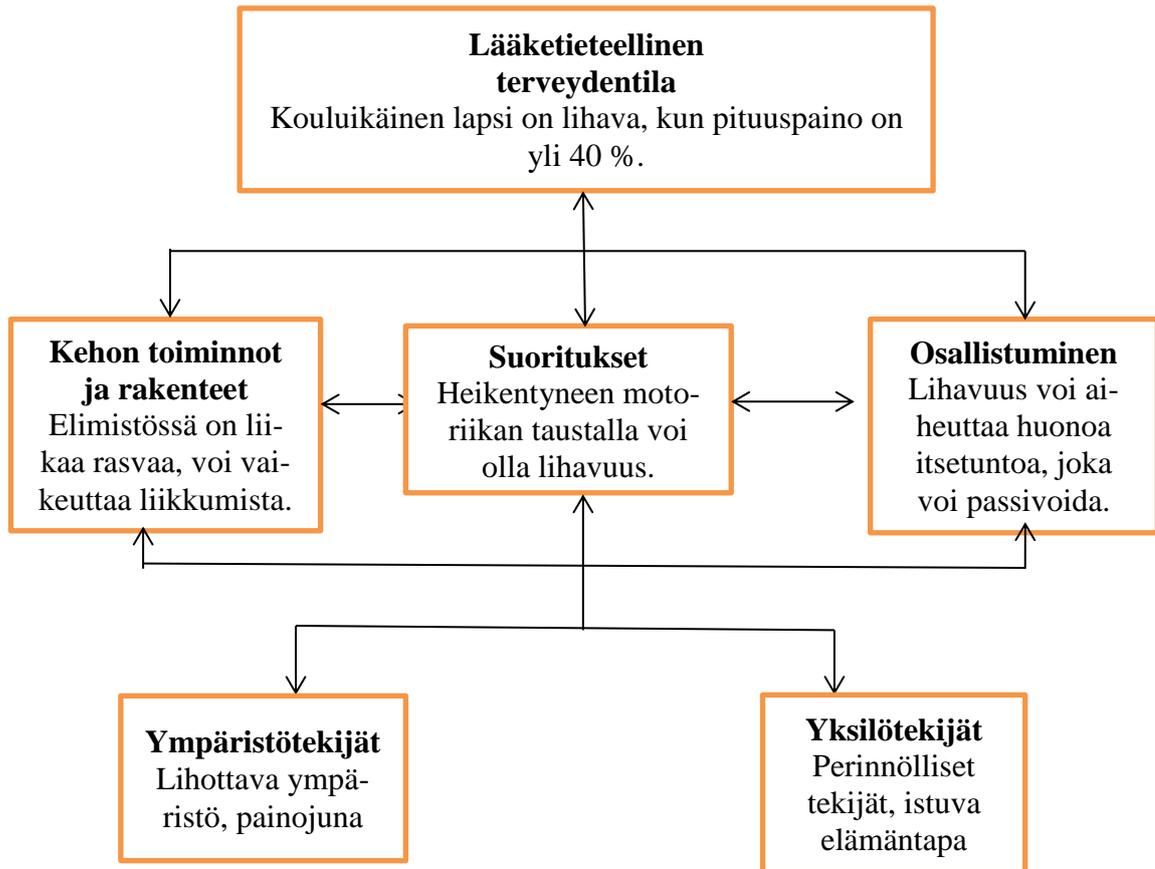 Lääketieteellinen
terveydentila
Kouluikäinen lapsi on lihava, kun pituuspaino on
yli 40 %.
Kehon toiminnot
ja rakenteet
Elimistössä on lii-
kaa rasvaa, voi vai-
keuttaa liikkumista.
Suoritukset
Heikentyneen moto-
riikan taustalla voi
olla lihavuus.
Osallistuminen
Lihavuus voi ai-
heuttaa huonoa
itsetuntoa, joka
voi passivoida.
Ympäristötekijät
Lihottava ympä-
ristö, painojuna
Yksilötekijät
Perinnölliset
tekijät, istuva
elämäntapa